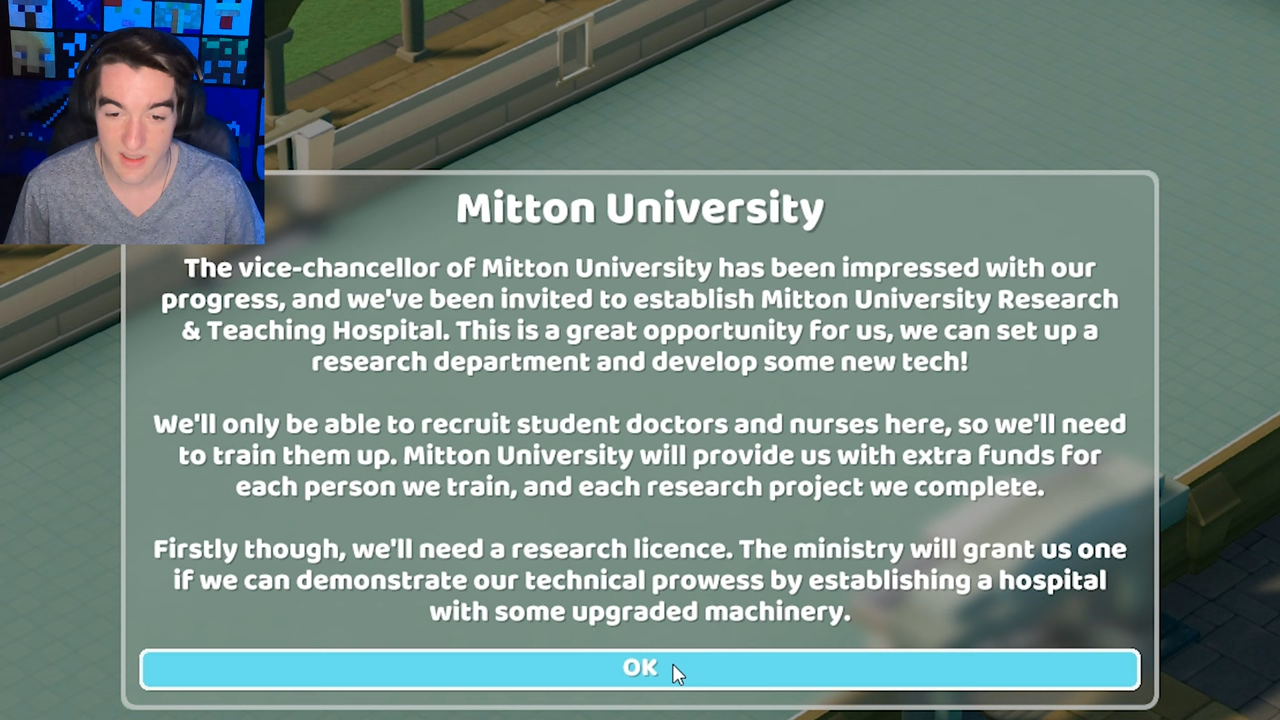 Mitton University
The vice-chancellor of Mitton University has been impressed with our
progress, and we've been invited to establish Mitton University Research
& Teaching Hospital. This is a great opportunity for us, we can set up a
research department and develop some new tech!
We'll only be able to recruit student doctors and nurses here, so we'll need
to train them up. Mitton University will provide us with extra funds for
each person we train, and each research project we complete.
Firstly though, we'll need a research licence. The ministry will grant us one
if we can demonstrate our technical prowess by establishing a hospital
with some upgraded machinery.
OK